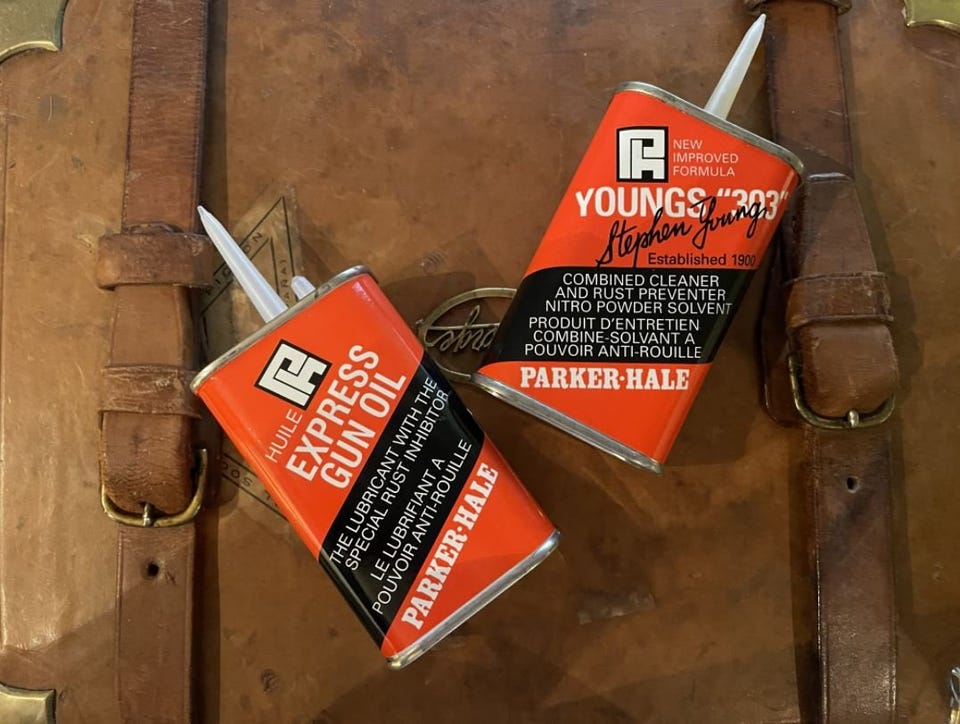 PH
HUILE
EXPRESS
GUN OIL
THE LUBRICANT WITH THE
SPECIAL RUST INHIBITOR
LE LUBRIFIANT A
POUVOIR ANTI-ROUILLE
PARKER·HALE
PH
NEW
IMPROVED
FORMULA
YOUNGS "303"
Stephen Young
Established 1900
COMBINED CLEANER
AND RUST PREVENTER
NITRO POWDER SOLVENT
PRODUIT D'ENTRETIEN
COMBINE-SOLVANT A
POUVOIR ANTI-ROUILLE
PARKER·HALE